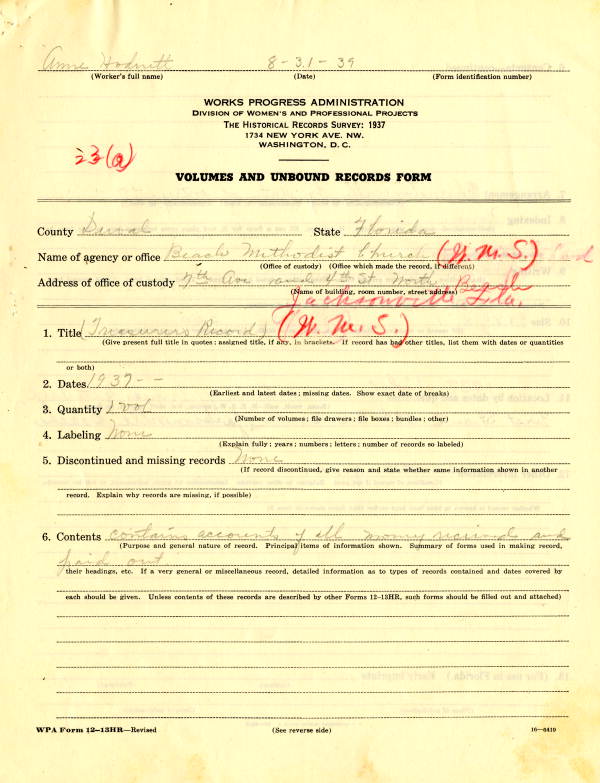 Anne Hodnett 8-31-39
(Worker's full name) (Date) (Form identification number)
WORKS PROGRESS ADMINISTRATION
DIVISION OF WOMEN'S AND PROFESSIONAL PROJECTS
THE HISTORICAL RECORDS SURVEY: 1937
1734 NEW YORK AVE. NW.
WASHINGTON, D. C.
23(a)
VOLUMES AND UNBOUND RECORDS FORM
County Duval State Florida
Name of agency or office Beach Methodist Church (W. M. S.)
(Office of custody) (Office which made the record, if different)
Address of office of custody 7th Ave and 4th St North
(Name of building, room number, street address) Beach
Jacksonville, Fla.
1. Title (Treasurers Record) (W. M. S.)
(Give present full title in quotes; assigned title, if any, in brackets. If record has had other titles, list them with dates or quantities
or both)
2. Dates 1937--
(Earliest and latest dates; missing dates. Show exact date of breaks)
3. Quantity 1 vol
(Number of volumes; file drawers; file boxes; bundles; other)
4. Labeling None
(Explain fully; years; numbers; letters; number of records so labeled)
5. Discontinued and missing records None
(If record discontinued, give reason and state whether same information shown in another
record. Explain why records are missing, if possible)
6. Contents contains accounts of all money received and
(Purpose and general nature of record. Principal items of information shown. Summary of forms used in making record,
paid out
their headings, etc. If a very general or miscellaneous record, detailed information as to types of records contained and dates covered by
each should be given. Unless contents of these records are described by other Forms 12-13HR, such forms should be filled out and attached)
WPA Form 12-13HR—Revised (See reverse side) 16-6410